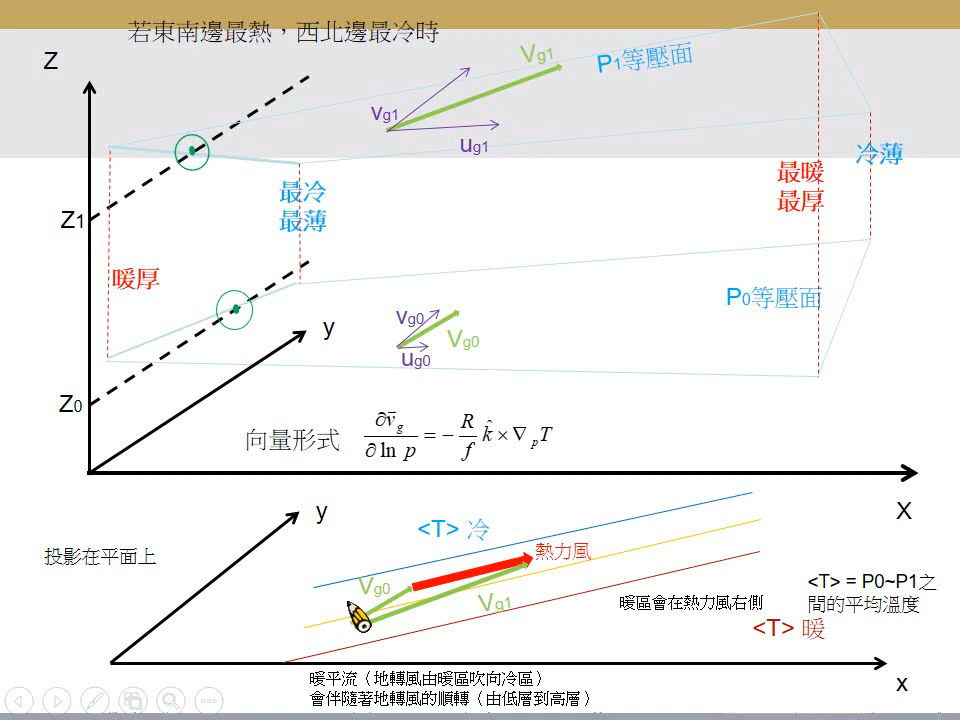 若東南邊最熱，西北邊最冷時
Z
Vg1
P1等壓面
vg1
ug1
冷薄
最暖
最厚
最冷
最薄
Z1
暖厚
P0等壓面
y
vg0
Vg0
ug0
Z0
向量形式 ∂v̄g/∂ln p = −R/f k̂ × ∇pT
X
y
<T> 冷
投影在平面上
熱力風
Vg0
Vg1
<T> = P0~P1之
間的平均溫度
暖區會在熱力風右側
<T> 暖
x
暖平流（地轉風由暖區吹向冷區）
會伴隨著地轉風的順轉（由低層到高層）